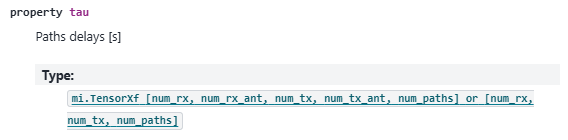 property tau
Paths delays [s]
Type:
mi.TensorXf [num_rx, num_rx_ant, num_tx, num_tx_ant, num_paths] or [num_rx,
num_tx, num_paths]